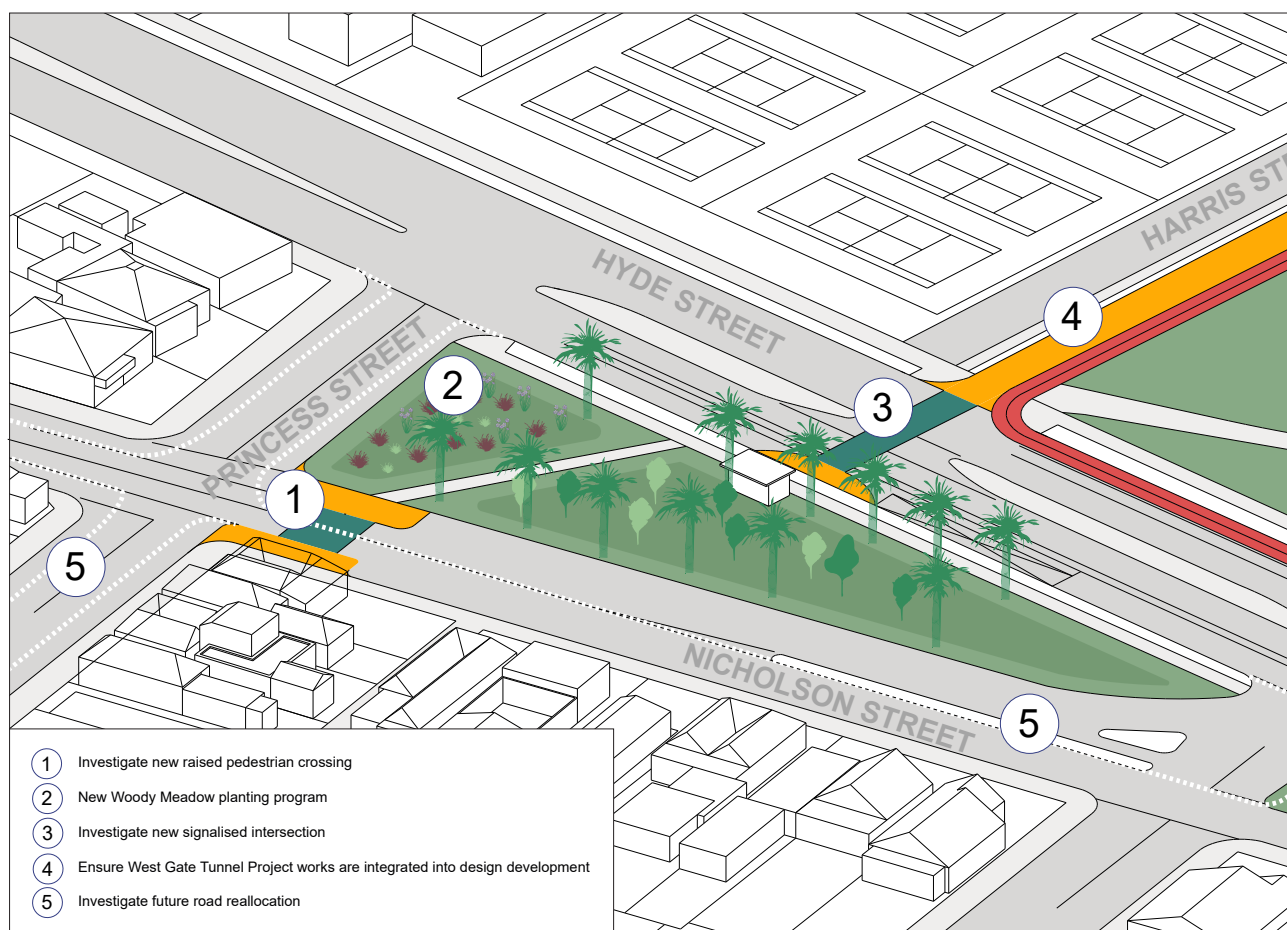 HARRIS ST
4
HYDE STREET
PRINCESS STREET
2
3
1
5
NICHOLSON STREET
5
1 Investigate new raised pedestrian crossing
2 New Woody Meadow planting program
3 Investigate new signalised intersection
4 Ensure West Gate Tunnel Project works are integrated into design development
5 Investigate future road reallocation